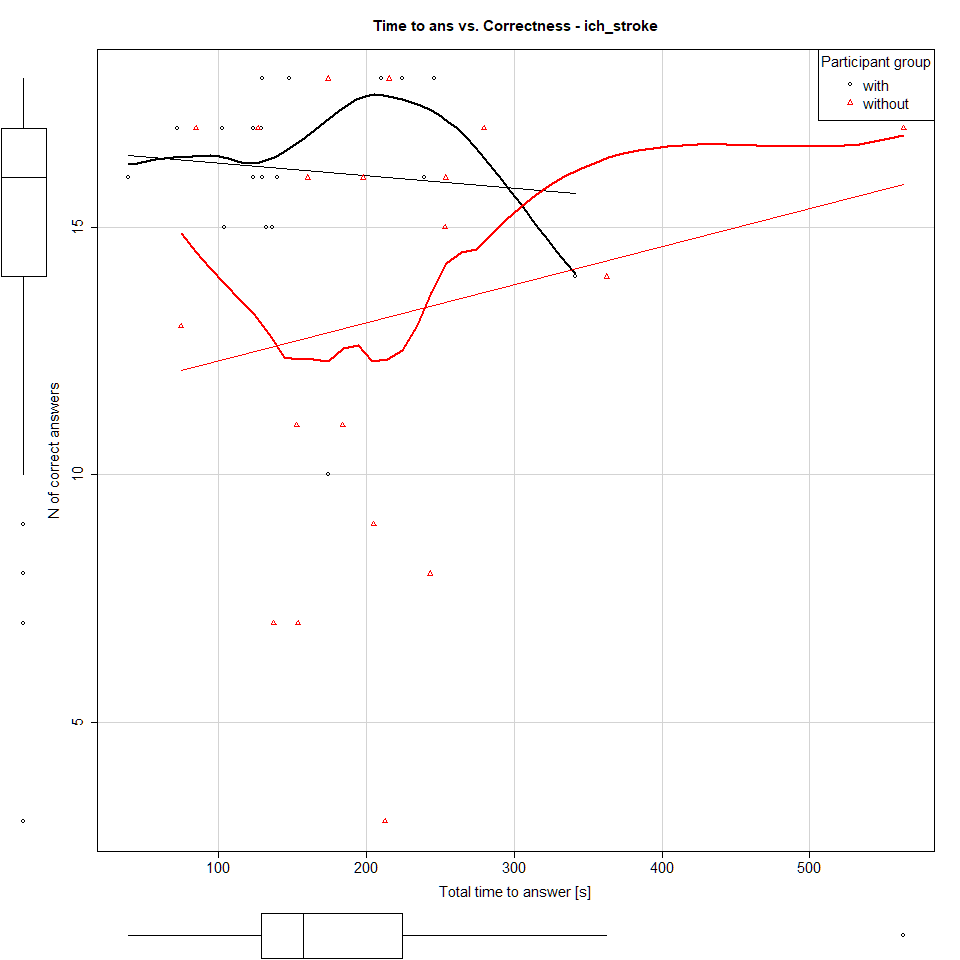 Time to ans vs. Correctness - ich_stroke
Participant group
with
without
N of correct answers
15
10
5
100 200 300 400 500
Total time to answer [s]